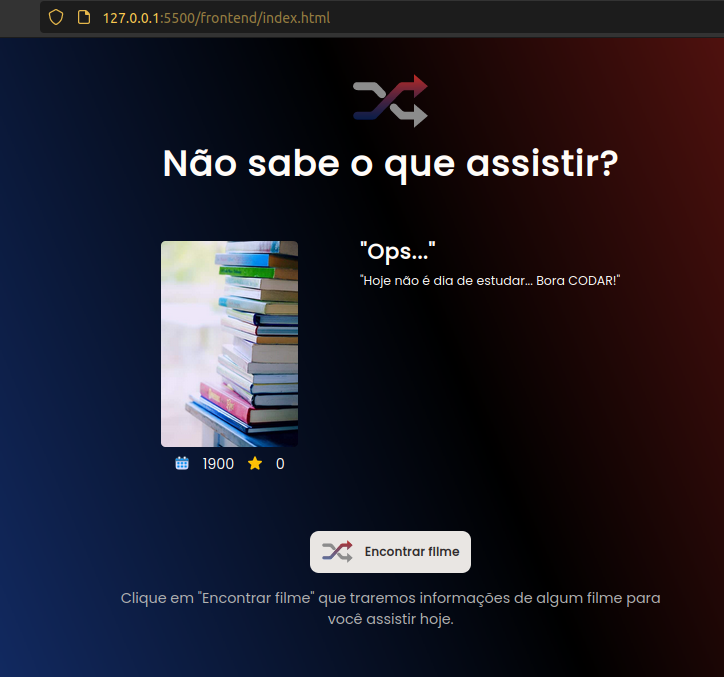 127.0.0.1:5500/frontend/index.html
Não sabe o que assistir?
"Ops..."
"Hoje não é dia de estudar... Bora CODAR!"
1900 0
Encontrar filme
Clique em "Encontrar filme" que traremos informações de algum filme para
você assistir hoje.